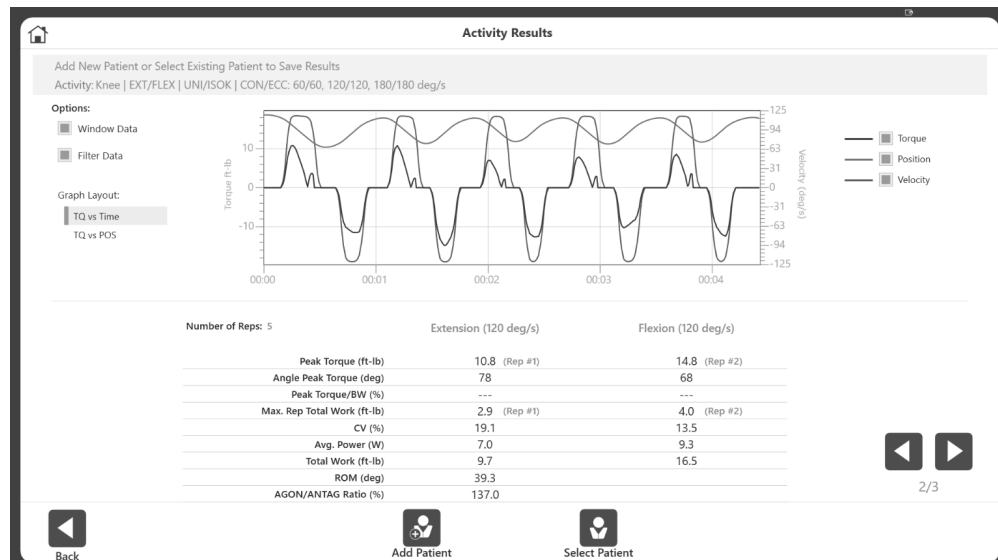 Activity Results
Add New Patient or Select Existing Patient to Save Results
Activity: Knee | EXT/FLEX | UNI/ISOK | CON/ECC: 60/60, 120/120, 180/180 deg/s
Options:
Window Data
Filter Data
Graph Layout:
TQ vs Time
TQ vs POS
Torque ft-lb
10
0
-10
125
94
63
31
0
-31
-63
-94
-125
Velocity (deg/s)
00:00 00:01 00:02 00:03 00:04
Torque
Position
Velocity
Number of Reps: 5 Extension (120 deg/s) Flexion (120 deg/s)
Peak Torque (ft-lb) 10.8 (Rep #1) 14.8 (Rep #2)
Angle Peak Torque (deg) 78 68
Peak Torque/BW (%) --- ---
Max. Rep Total Work (ft-lb) 2.9 (Rep #1) 4.0 (Rep #2)
CV (%) 19.1 13.5
Avg. Power (W) 7.0 9.3
Total Work (ft-lb) 9.7 16.5
ROM (deg) 39.3
AGON/ANTAG Ratio (%) 137.0
2/3
Back
Add Patient
Select Patient